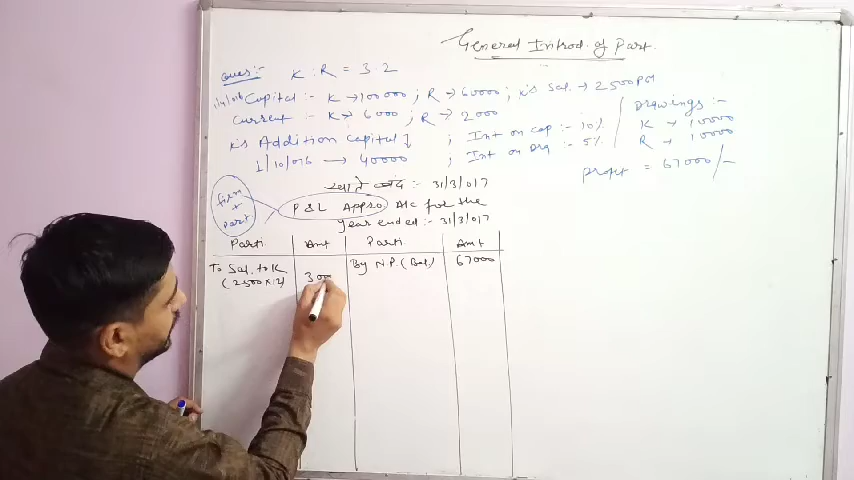 General Introd. of Part.
Ques:- K : R = 3 2
1/4/016 Capital :- K → 100000 ; R → 60000 ; K's Sal. → 2500 PM
Current :- K → 6000 ; R → 2000
K's Addition Capital ; Int on Cap :- 10%
1/10/016 → 40000 ; Int on Drg :- 5%
Drawings :-
K → 10000
R → 10000
Profit = 67000/-
खाते बन्द :- 31/3/017
Firm + Part
P & L Appro. A/c for the
year ended :- 31/3/017
Parti. Amt Parti. Amt
To Sal. to K By N.P. (Bal.) 67000
(2500×12) 300